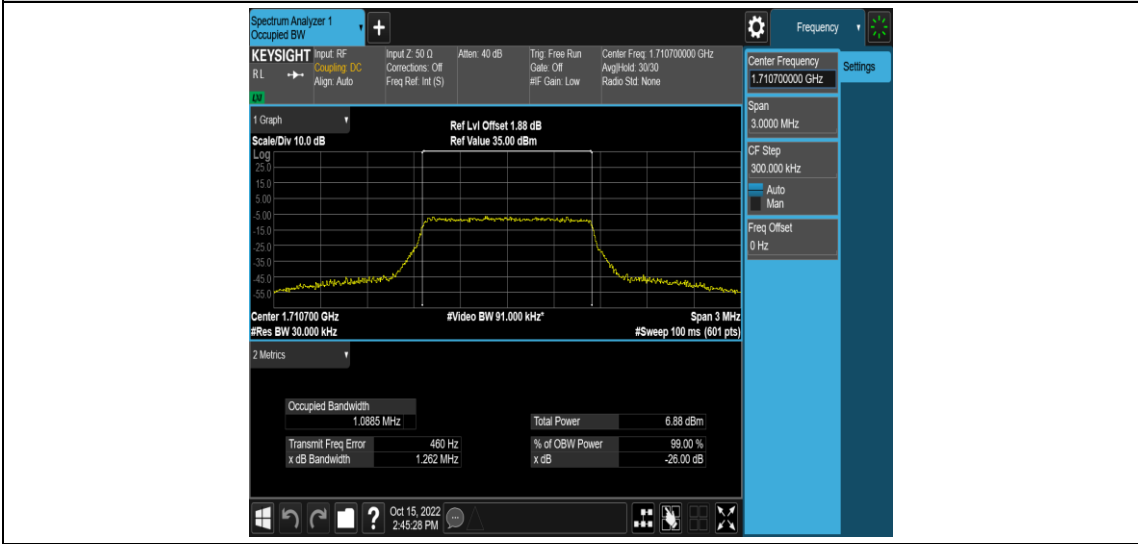 Spectrum Analyzer 1
Occupied BW
+
Frequency
KEYSIGHT
RL
LNI
Input: RF
Coupling: DC
Align: Auto
Input Z: 50 Ω
Corrections: Off
Freq Ref: Int (S)
Atten: 40 dB
Trig: Free Run
Gate: Off
#IF Gain: Low
Center Freq: 1.710700000 GHz
Avg|Hold: 30/30
Radio Std: None
Center Frequency
1.710700000 GHz
Settings
Span
3.0000 MHz
CF Step
300.000 kHz
Auto
Man
Freq Offset
0 Hz
1 Graph
Ref Lvl Offset 1.88 dB
Scale/Div 10.0 dB
Ref Value 35.00 dBm
Log
25.0
15.0
5.00
-5.00
-15.0
-25.0
-35.0
-45.0
-55.0
Center 1.710700 GHz
#Video BW 91.000 kHz*
Span 3 MHz
#Res BW 30.000 kHz
#Sweep 100 ms (601 pts)
2 Metrics
Occupied Bandwidth
1.0885 MHz
Total Power 6.88 dBm
Transmit Freq Error 460 Hz
% of OBW Power 99.00 %
x dB Bandwidth 1.262 MHz
x dB -26.00 dB
?
Oct 15, 2022
2:45:28 PM